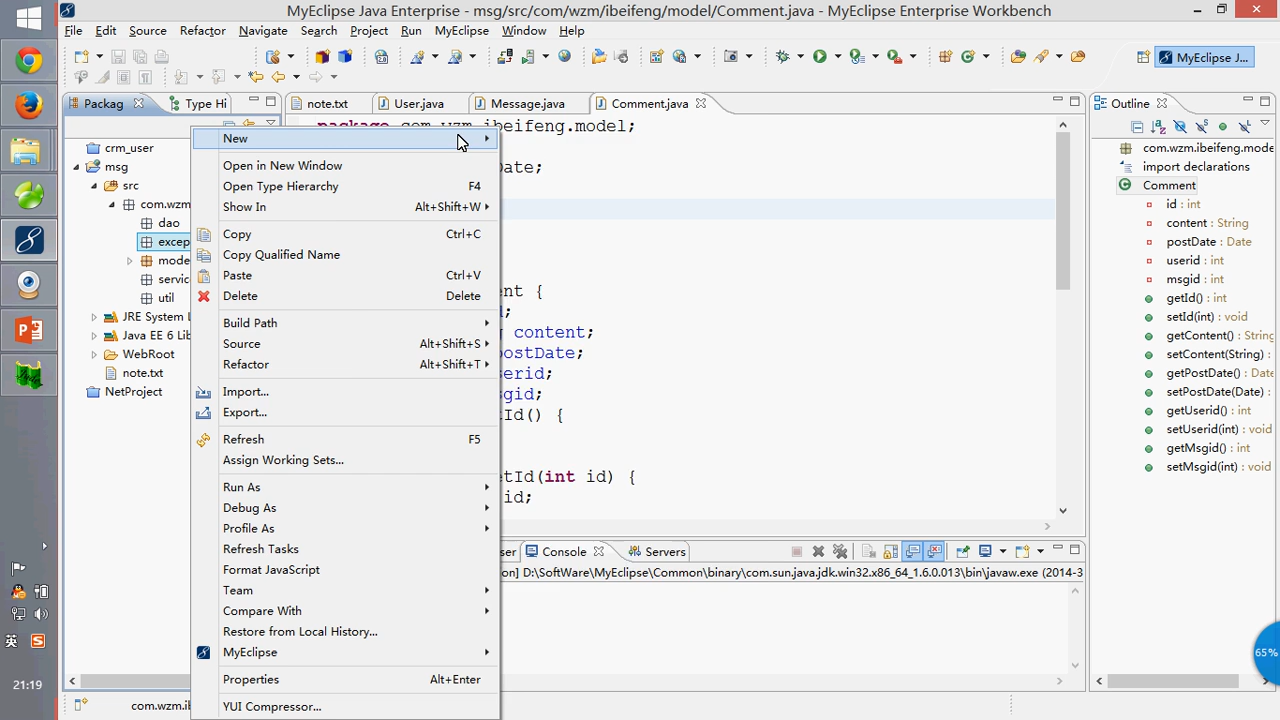 MyEclipse Java Enterprise - msg/src/com/wzm/ibeifeng/model/Comment.java - MyEclipse Enterprise Workbench
File Edit Source Refactor Navigate Search Project Run MyEclipse Window Help
MyEclipse J...
Packag
Type Hi
note.txt
User.java
Message.java
Comment.java
Outline
crm_user
msg
src
com.wzm
dao
excep
mode
servic
util
JRE System L
Java EE 6 Lib
WebRoot
note.txt
NetProject
New
Open in New Window
Open Type Hierarchy F4
Show In Alt+Shift+W
Copy Ctrl+C
Copy Qualified Name
Paste Ctrl+V
Delete Delete
Build Path
Source Alt+Shift+S
Refactor Alt+Shift+T
Import...
Export...
Refresh F5
Assign Working Sets...
Run As
Debug As
Profile As
Refresh Tasks
Format JavaScript
Team
Compare With
Restore from Local History...
MyEclipse
Properties Alt+Enter
YUI Compressor...
package com.wzm.ibeifeng.model;
Date;
nt {
;
g content;
ostDate;
serid;
sgid;
tId() {
etId(int id) {
id;
Console
Servers
on] D:\SoftWare\MyEclipse\Common\binary\com.sun.java.jdk.win32.x86_64_1.6.0.013\bin\javaw.exe (2014-3
com.wzm.ibeifeng.mode
import declarations
Comment
id : int
content : String
postDate : Date
userid : int
msgid : int
getId() : int
setId(int) : void
getContent() : String
setContent(String) :
getPostDate() : Date
setPostDate(Date) :
getUserid() : int
setUserid(int) : void
getMsgid() : int
setMsgid(int) : void
65%
英
21:19
com.wzm.ib